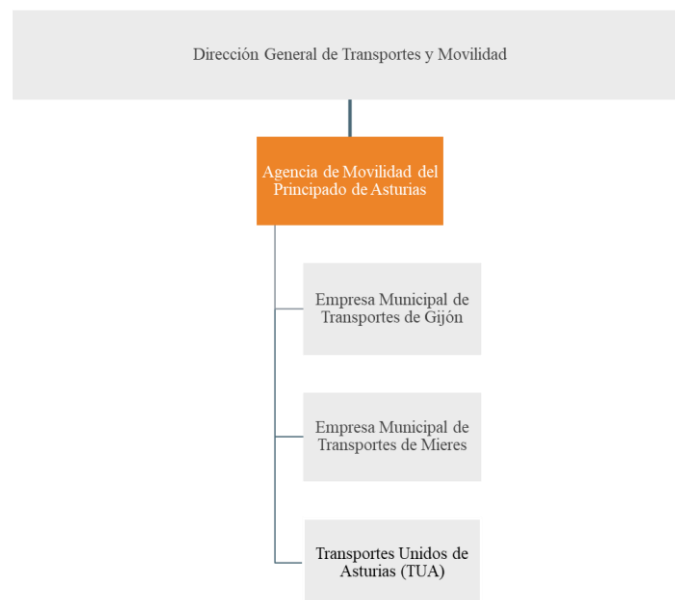 Dirección General de Transportes y Movilidad
Agencia de Movilidad del
Principado de Asturias
Empresa Municipal de
Transportes de Gijón
Empresa Municipal de
Transportes de Mieres
Transportes Unidos de
Asturias (TUA)